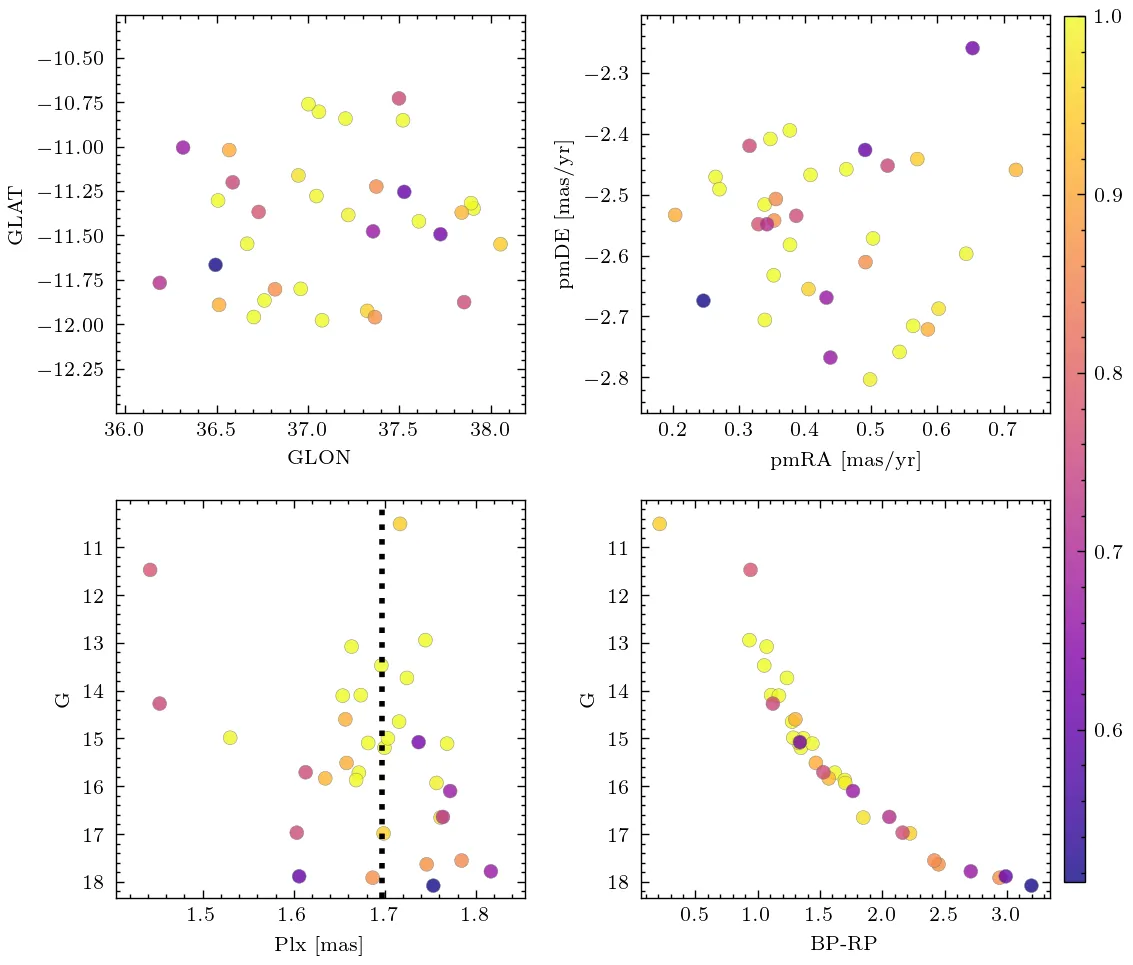 −10.50
−10.75
−11.00
−11.25
−11.50
−11.75
−12.00
−12.25
GLAT
36.0 36.5 37.0 37.5 38.0
GLON
−2.3
−2.4
−2.5
−2.6
−2.7
−2.8
pmDE [mas/yr]
0.2 0.3 0.4 0.5 0.6 0.7
pmRA [mas/yr]
1.0
0.9
0.8
0.7
0.6
11
12
13
14
15
16
17
18
G
1.5 1.6 1.7 1.8
Plx [mas]
11
12
13
14
15
16
17
18
G
0.5 1.0 1.5 2.0 2.5 3.0
BP-RP